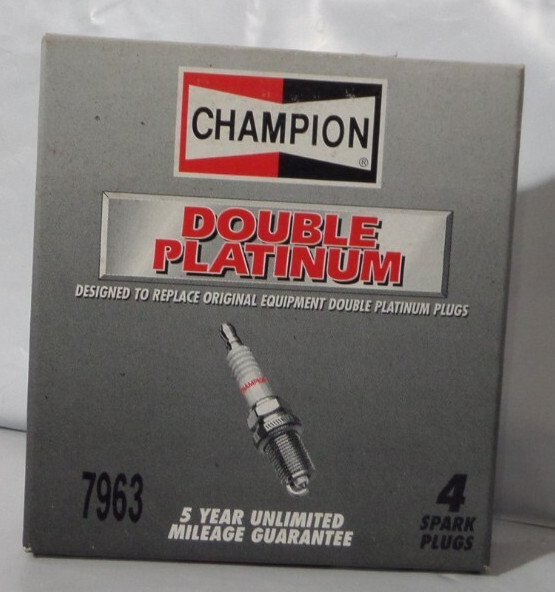 CHAMPION
®
DOUBLE
PLATINUM
DESIGNED TO REPLACE ORIGINAL EQUIPMENT DOUBLE PLATINUM PLUGS
CHAMPION
7963
5 YEAR UNLIMITED
MILEAGE GUARANTEE
4
SPARK
PLUGS